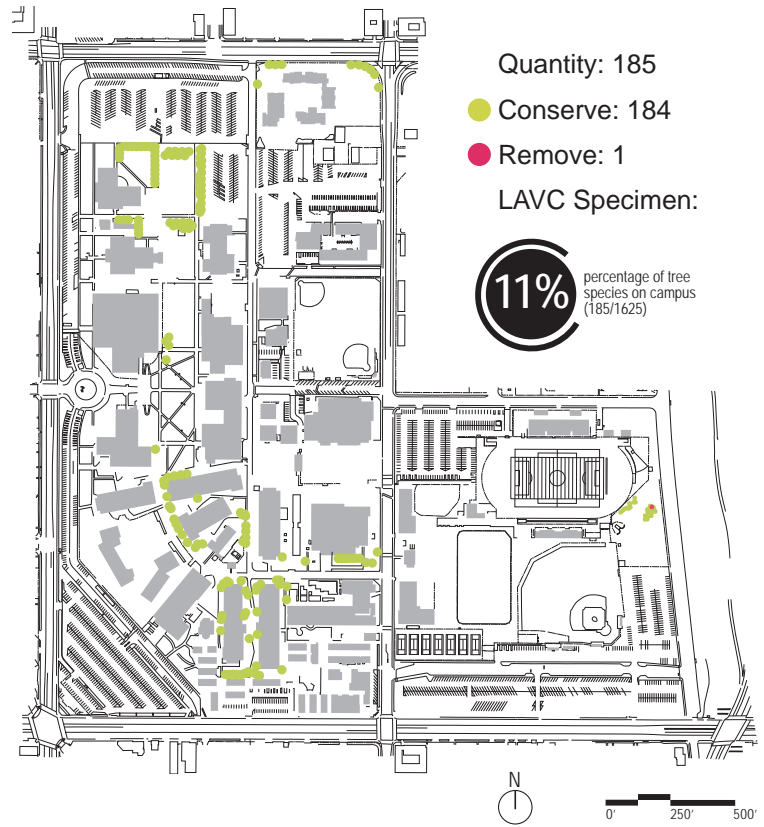 Quantity: 185
Conserve: 184
Remove: 1
LAVC Specimen:
11%
percentage of tree
species on campus
(185/1625)
N
0' 250' 500'